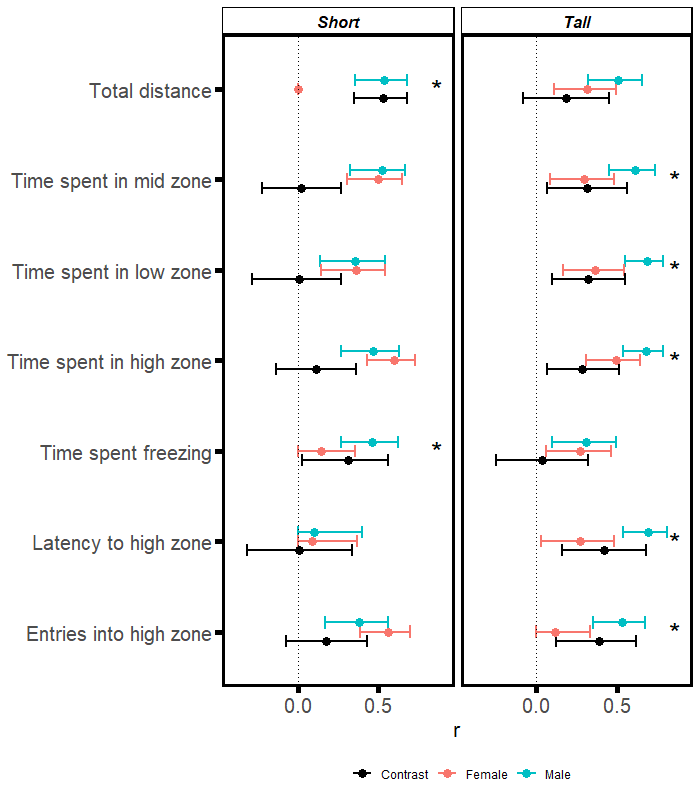 Short Tall
Total distance * 
Time spent in mid zone *
Time spent in low zone *
Time spent in high zone *
Time spent freezing *
Latency to high zone *
Entries into high zone *
0.0 0.5 0.0 0.5
r
Contrast Female Male